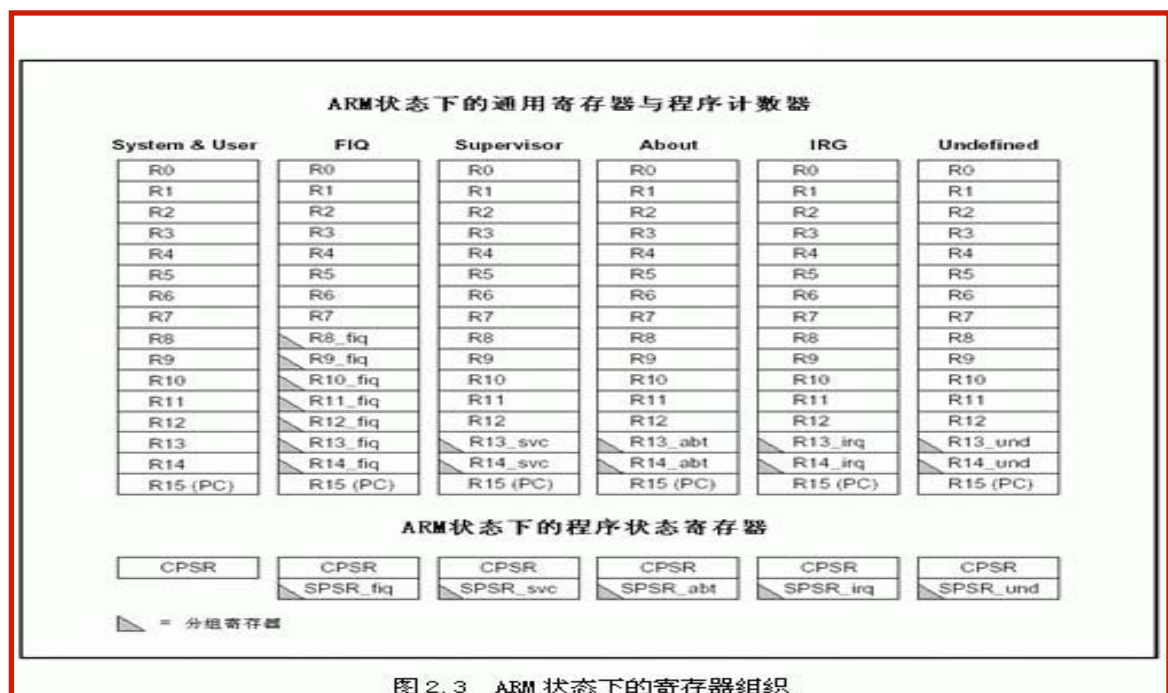 ARM状态下的通用寄存器与程序计数器
System & User FIQ Supervisor About IRG Undefined
R0 R0 R0 R0 R0 R0
R1 R1 R1 R1 R1 R1
R2 R2 R2 R2 R2 R2
R3 R3 R3 R3 R3 R3
R4 R4 R4 R4 R4 R4
R5 R5 R5 R5 R5 R5
R6 R6 R6 R6 R6 R6
R7 R7 R7 R7 R7 R7
R8 R8_fiq R8 R8 R8 R8
R9 R9_fiq R9 R9 R9 R9
R10 R10_fiq R10 R10 R10 R10
R11 R11_fiq R11 R11 R11 R11
R12 R12_fiq R12 R12 R12 R12
R13 R13_fiq R13_svc R13_abt R13_irq R13_und
R14 R14_fiq R14_svc R14_abt R14_irq R14_und
R15 (PC) R15 (PC) R15 (PC) R15 (PC) R15 (PC) R15 (PC)
ARM状态下的程序状态寄存器
CPSR CPSR CPSR CPSR CPSR CPSR
SPSR_fiq SPSR_svc SPSR_abt SPSR_irq SPSR_und
= 分组寄存器
图 2.3 ARM 状态下的寄存器组织